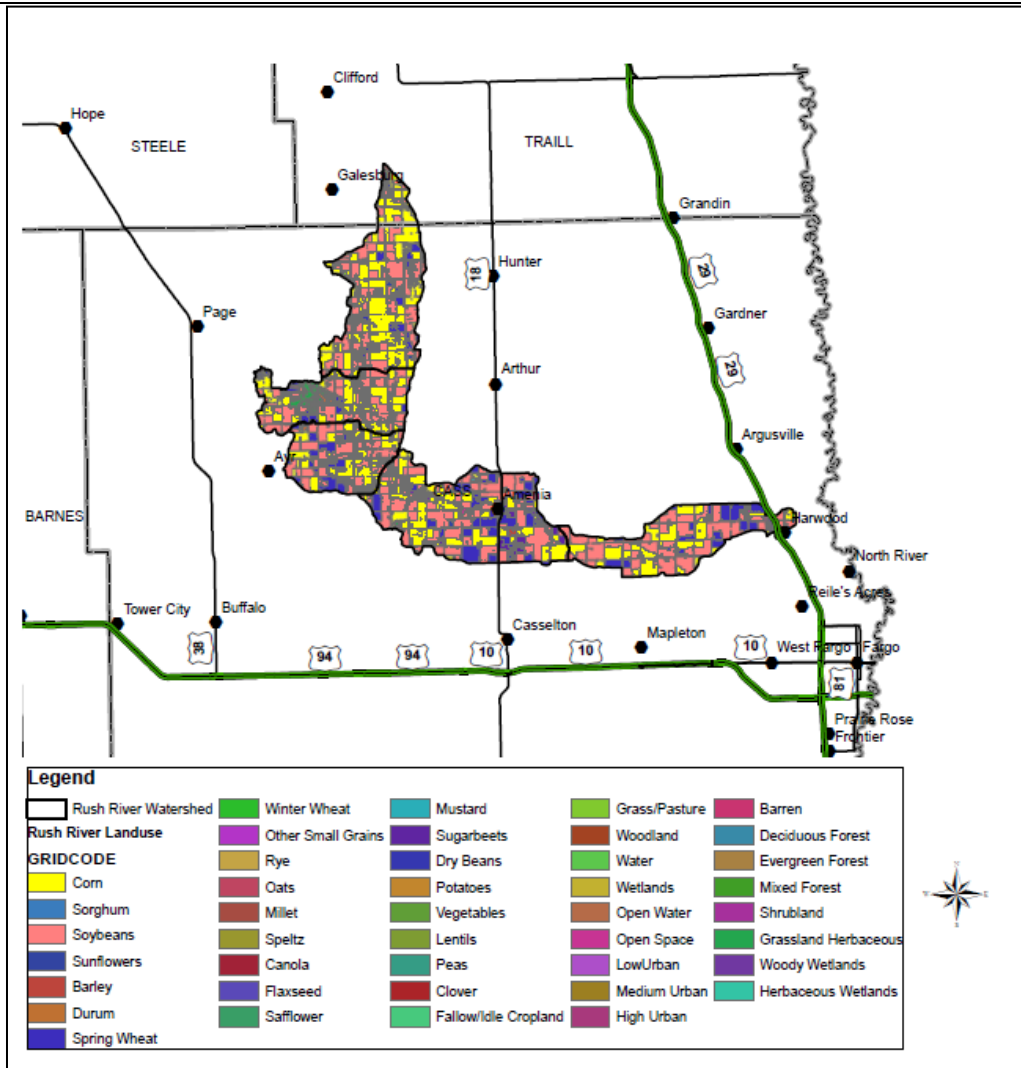 Clifford
Hope
STEELE
TRAILL
Galesburg
Grandin
Hunter
18
29
Page
Gardner
Arthur
29
Argusville
Ayr
CASS
Amenia
BARNES
Harwood
North River
Reile's Acres
Tower City
Buffalo
Casselton
Mapleton
38
94
94
10
10
10
West Fargo
Fargo
81
Prairie Rose
Frontier
Legend
Rush River Watershed
Rush River Landuse
GRIDCODE
Corn
Sorghum
Soybeans
Sunflowers
Barley
Durum
Spring Wheat
Winter Wheat
Other Small Grains
Rye
Oats
Millet
Speltz
Canola
Flaxseed
Safflower
Mustard
Sugarbeets
Dry Beans
Potatoes
Vegetables
Lentils
Peas
Clover
Fallow/Idle Cropland
Grass/Pasture
Woodland
Water
Wetlands
Open Water
Open Space
LowUrban
Medium Urban
High Urban
Barren
Deciduous Forest
Evergreen Forest
Mixed Forest
Shrubland
Grassland Herbaceous
Woody Wetlands
Herbaceous Wetlands